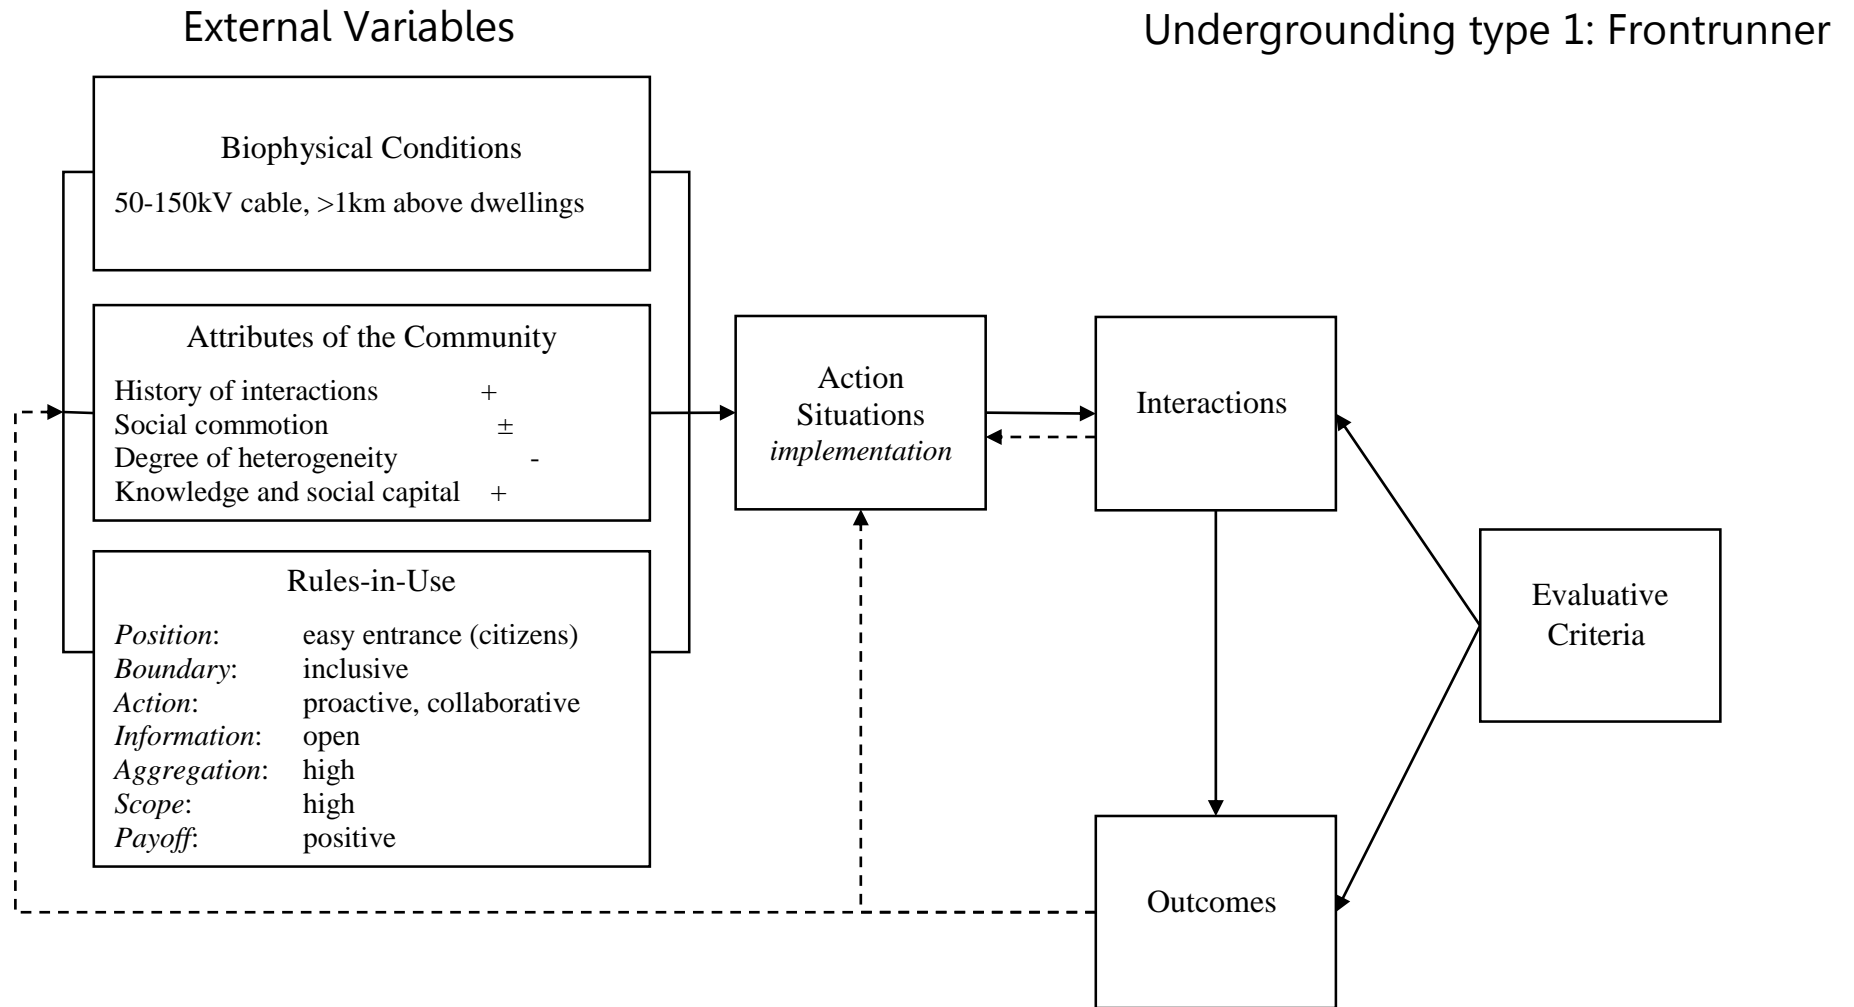 External Variables
Undergrounding type 1: Frontrunner
Biophysical Conditions
50-150kV cable, >1km above dwellings
Attributes of the Community
History of interactions +
Social commotion ±
Degree of heterogeneity -
Knowledge and social capital +
Rules-in-Use
Position: easy entrance (citizens)
Boundary: inclusive
Action: proactive, collaborative
Information: open
Aggregation: high
Scope: high
Payoff: positive
Action
Situations
implementation
Interactions
Evaluative
Criteria
Outcomes